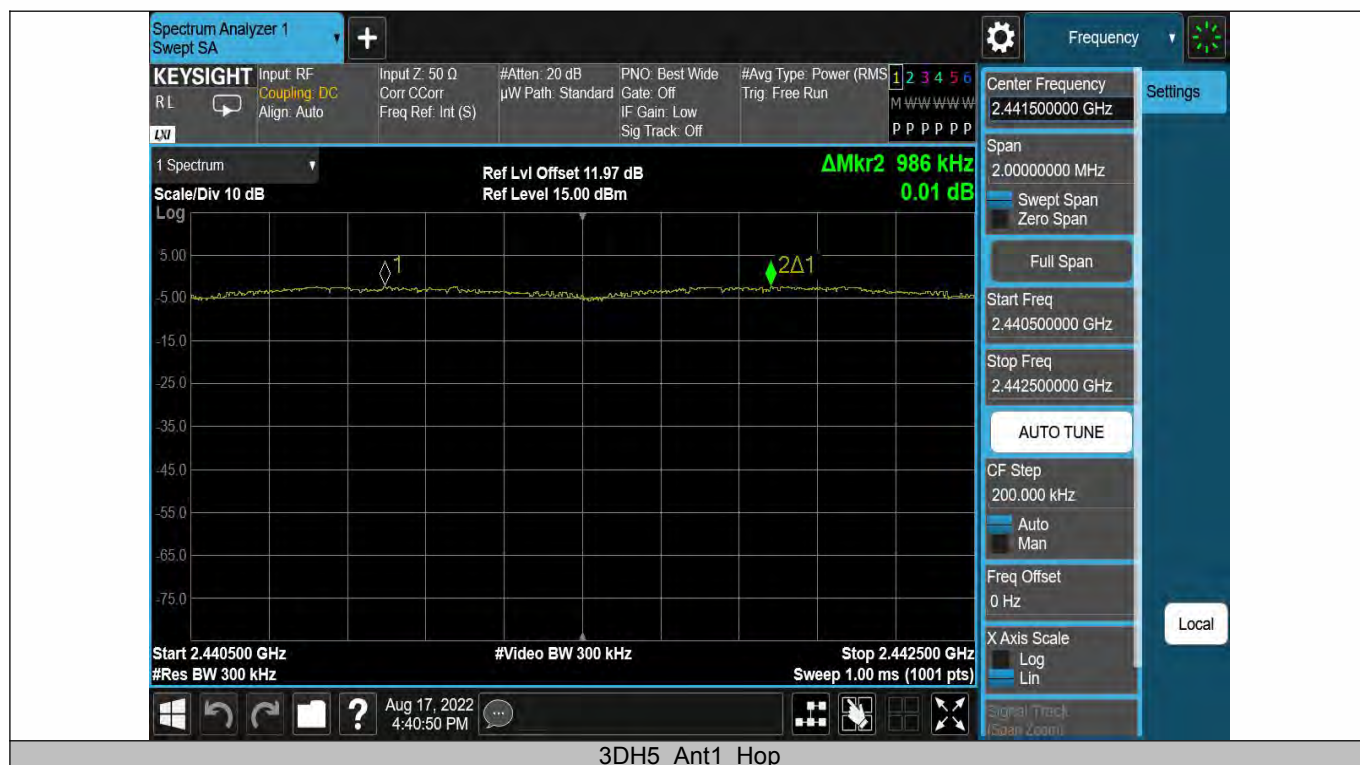 Spectrum Analyzer 1
Swept SA
Frequency
KEYSIGHT
RL
LXI
Input: RF
Coupling: DC
Align: Auto
Input Z: 50 Ω
Corr CCorr
Freq Ref: Int (S)
#Atten: 20 dB
µW Path: Standard
PNO: Best Wide
Gate: Off
IF Gain: Low
Sig Track: Off
#Avg Type: Power (RMS
Trig: Free Run
1 2 3 4 5 6
M W W W W W
P P P P P P
Center Frequency
2.441500000 GHz
Settings
Span
2.00000000 MHz
Swept Span
Zero Span
Full Span
Start Freq
2.440500000 GHz
Stop Freq
2.442500000 GHz
AUTO TUNE
CF Step
200.000 kHz
Auto
Man
Freq Offset
0 Hz
X Axis Scale
Log
Lin
Signal Track
(Span Zoom)
Local
1 Spectrum
Scale/Div 10 dB
Ref Lvl Offset 11.97 dB
Ref Level 15.00 dBm
ΔMkr2 986 kHz
0.01 dB
Log
1
2Δ1
5.00
-5.00
-15.0
-25.0
-35.0
-45.0
-55.0
-65.0
-75.0
Start 2.440500 GHz
#Res BW 300 kHz
#Video BW 300 kHz
Stop 2.442500 GHz
Sweep 1.00 ms (1001 pts)
?
Aug 17, 2022
4:40:50 PM
3DH5_Ant1_Hop